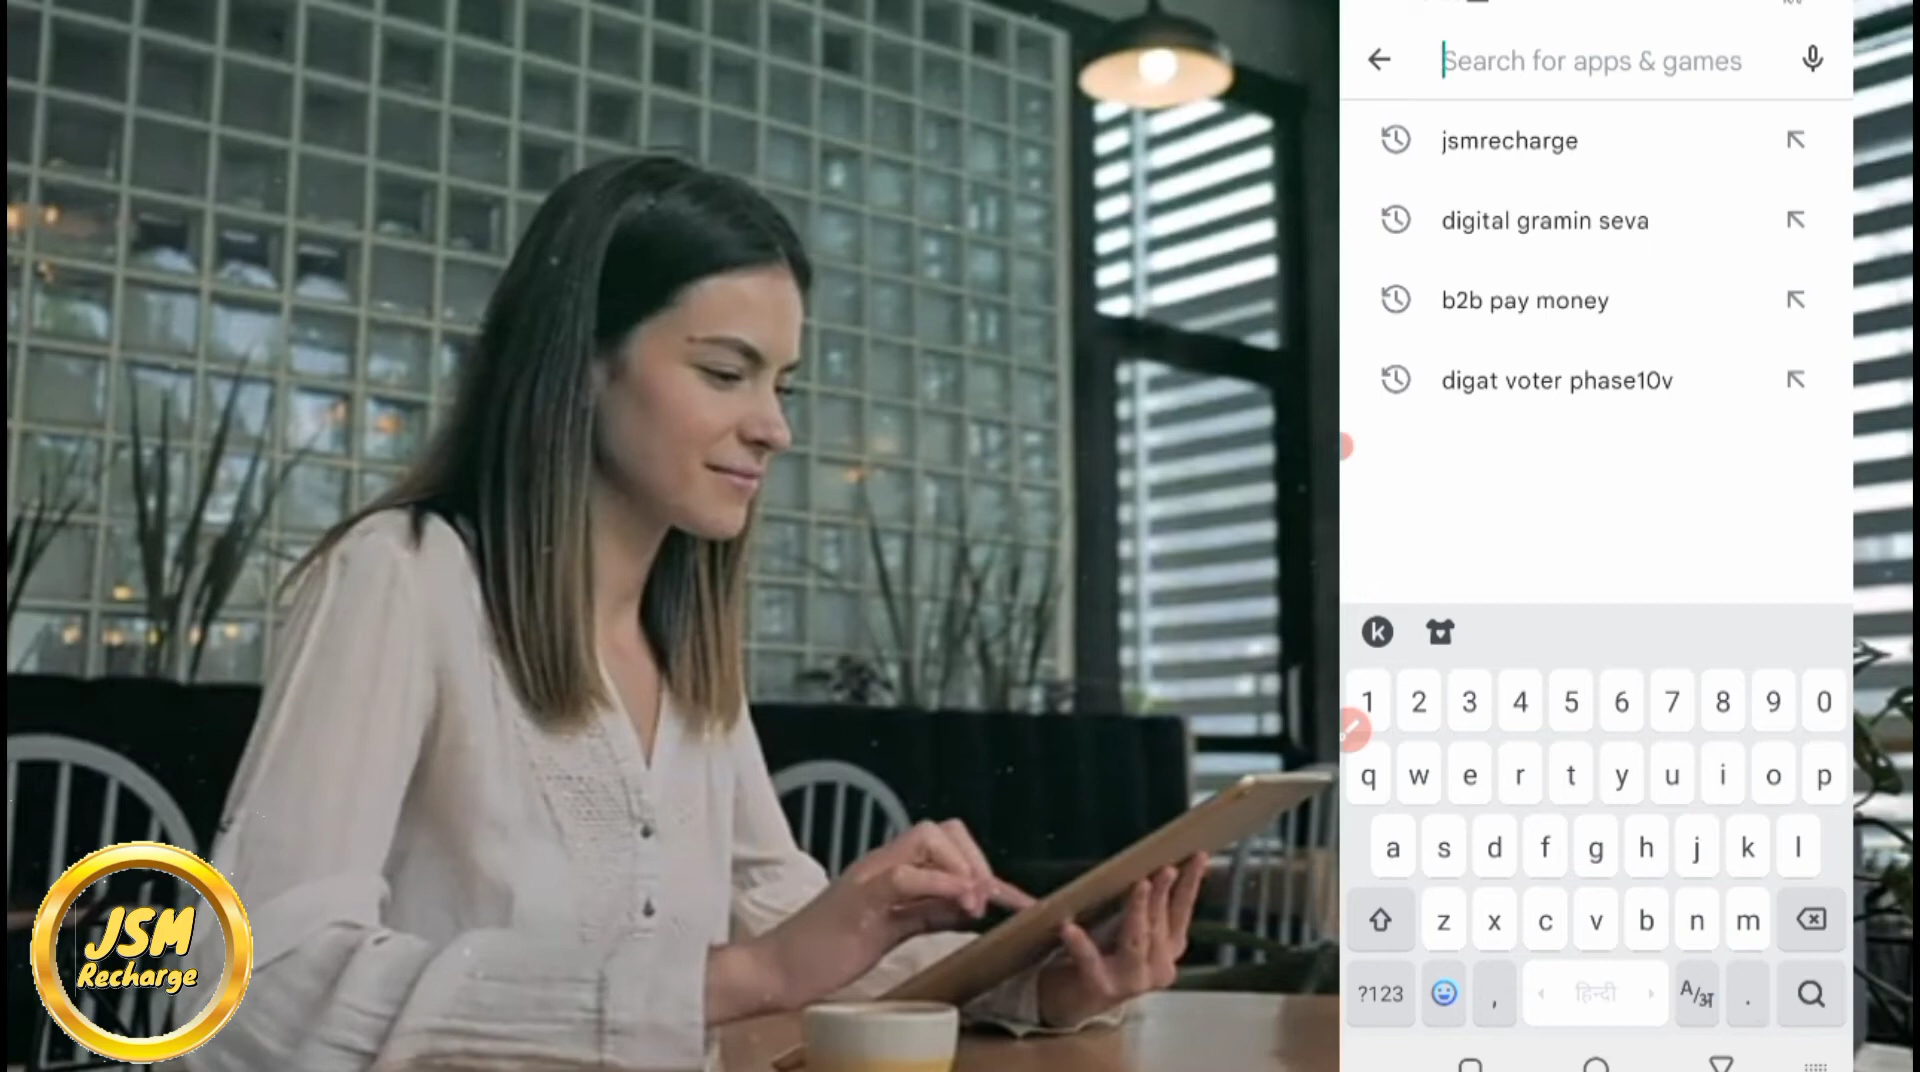 Search for apps & games
jsmrecharge
digital gramin seva
b2b pay money
digat voter phase10v
k
1 2 3 4 5 6 7 8 9 0
q w e r t y u i o p
a s d f g h j k l
z x c v b n m
?123 , हिन्दी A/अ .
JSM
Recharge